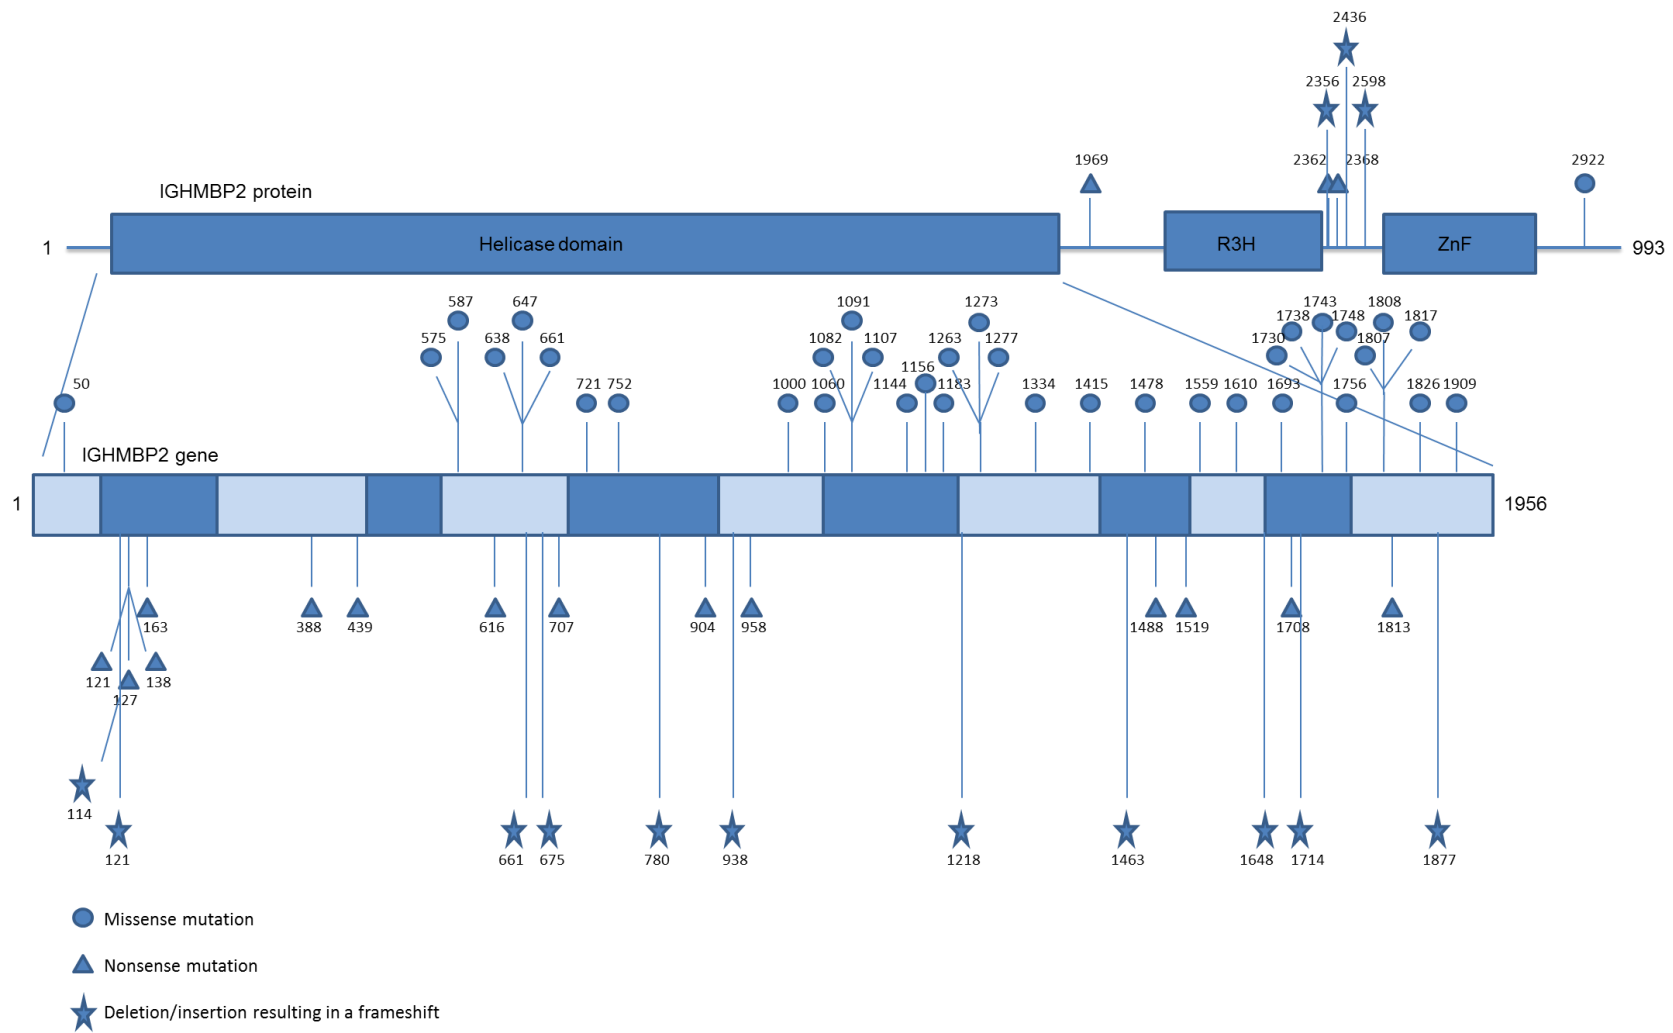 2436
2356 2598
2362 2368
1969 2922
IGHMBP2 protein
1 Helicase domain R3H ZnF 993
587 647 1091 1273 1743 1808
575 638 661 1082 1107 1263 1277 1730 1738 1748 1807 1817
1156
50 721 752 1000 1060 1144 1183 1334 1415 1478 1559 1610 1693 1756 1826 1909
IGHMBP2 gene
1 1956
163 388 439 616 707 904 958 1488 1519 1708 1813
121 127 138
114
121 661 675 780 938 1218 1463 1648 1714 1877
Missense mutation
Nonsense mutation
Deletion/insertion resulting in a frameshift